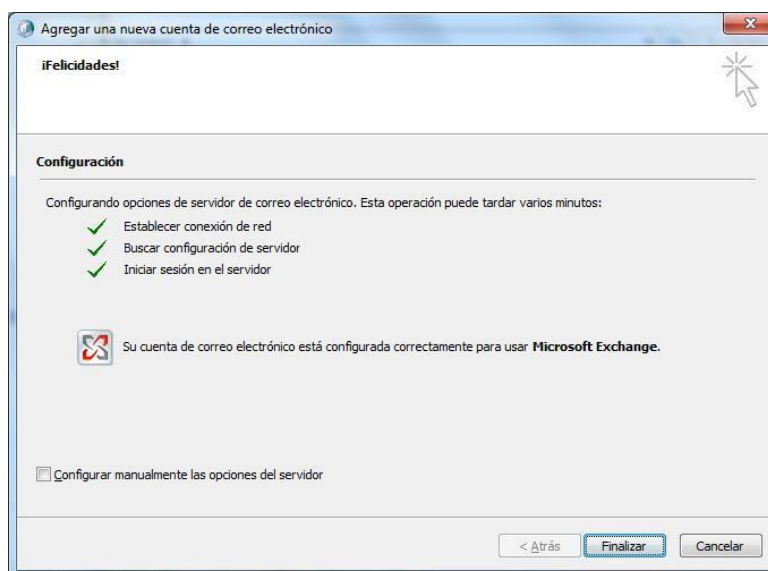 Agregar una nueva cuenta de correo electrónico
¡Felicidades!
Configuración
Configurando opciones de servidor de correo electrónico. Esta operación puede tardar varios minutos:
Establecer conexión de red
Buscar configuración de servidor
Iniciar sesión en el servidor
Su cuenta de correo electrónico está configurada correctamente para usar Microsoft Exchange.
Configurar manualmente las opciones del servidor
< Atrás Finalizar Cancelar